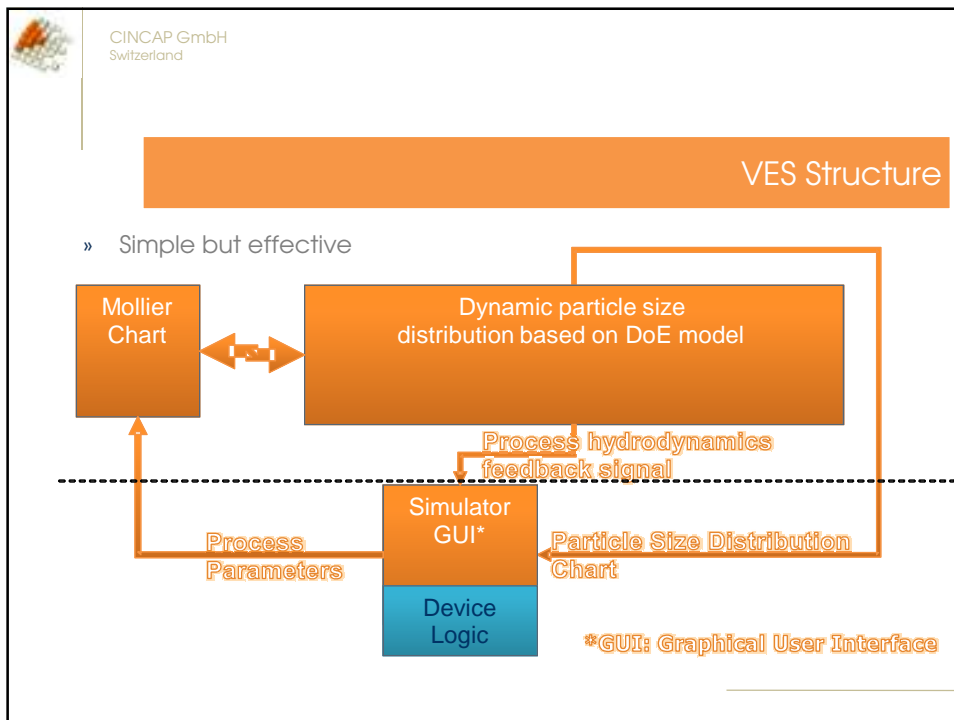 CINCAP GmbH
Switzerland
VES Structure
» Simple but effective
Mollier
Chart
Dynamic particle size
distribution based on DoE model
Process hydrodynamics
feedback signal
Simulator
GUI*
Process
Parameters
Particle Size Distribution
Chart
Device
Logic
*GUI: Graphical User Interface